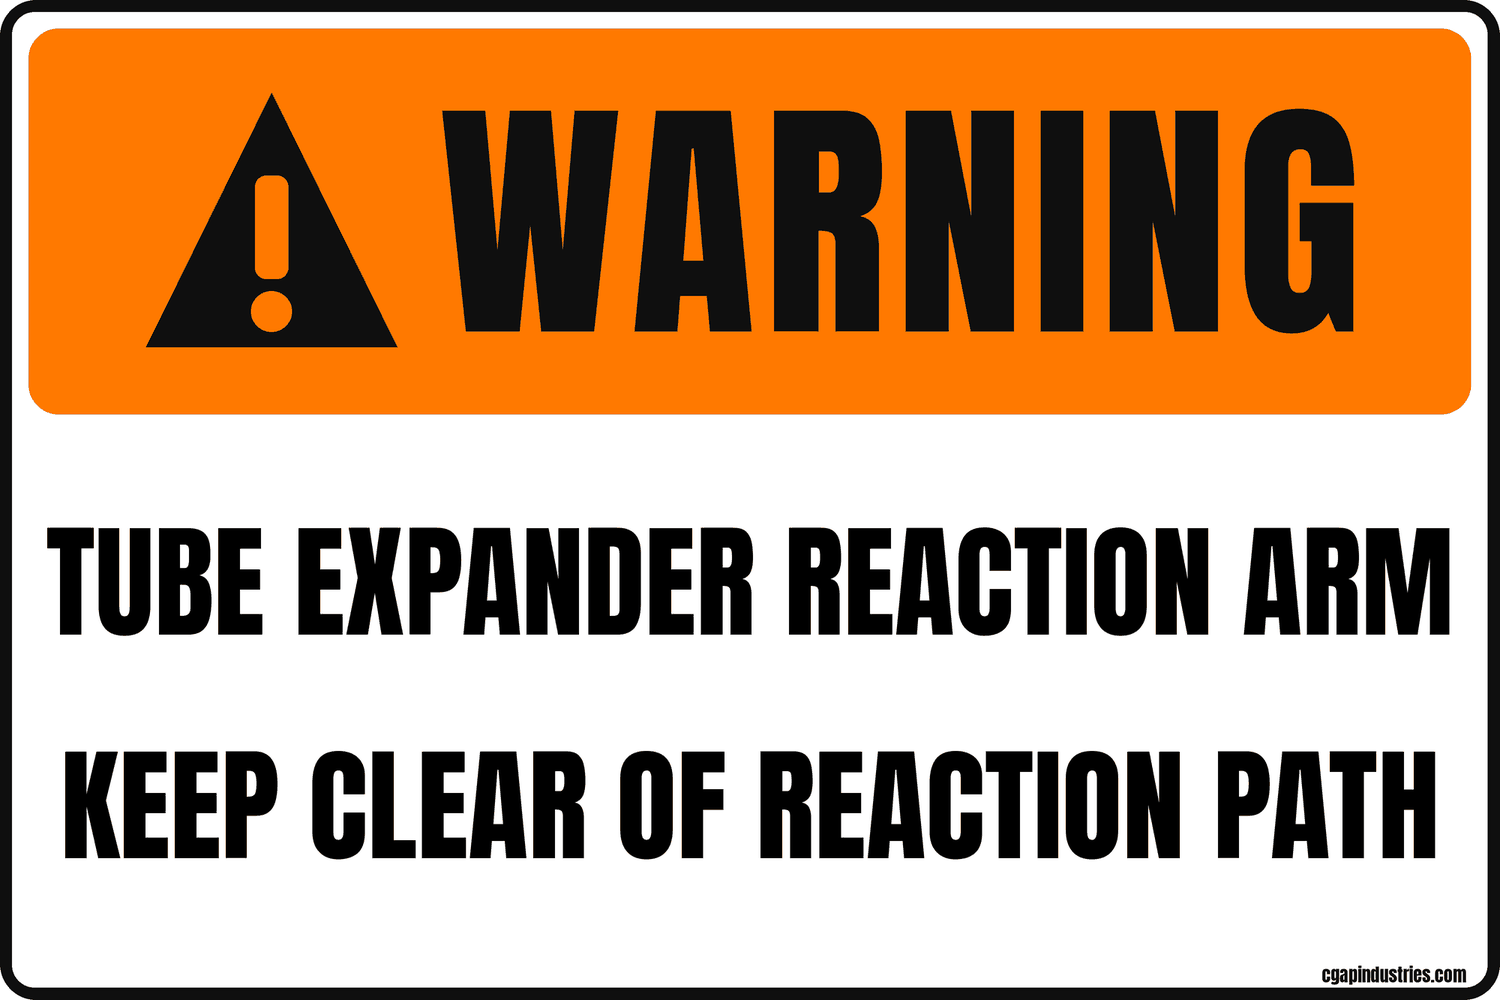 WARNING
TUBE EXPANDER REACTION ARM
KEEP CLEAR OF REACTION PATH
cgapindustries.com